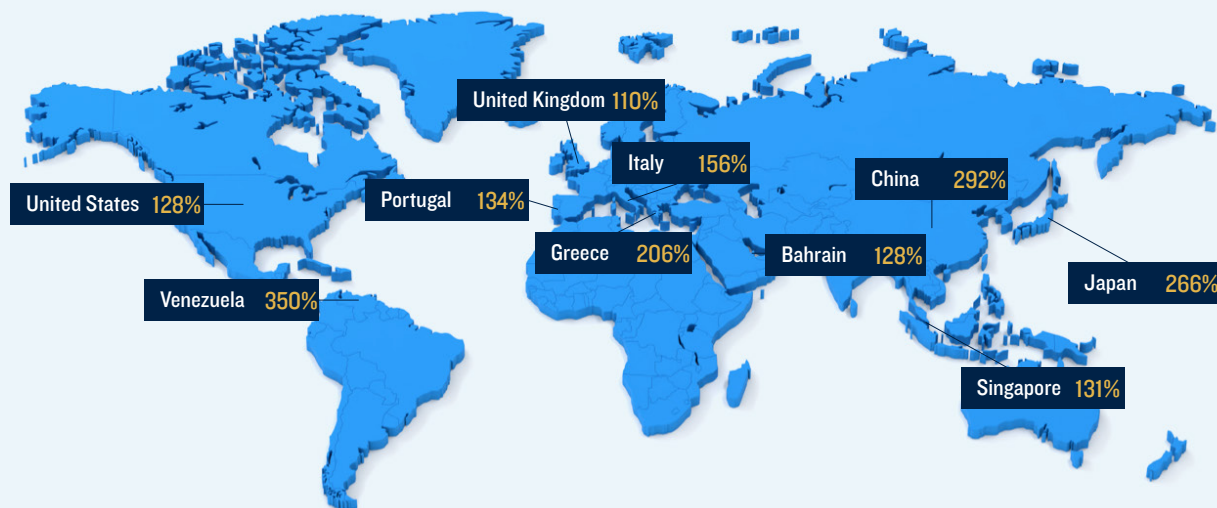 United Kingdom 110%
Italy 156%
China 292%
United States 128%
Portugal 134%
Greece 206%
Bahrain 128%
Japan 266%
Venezuela 350%
Singapore 131%